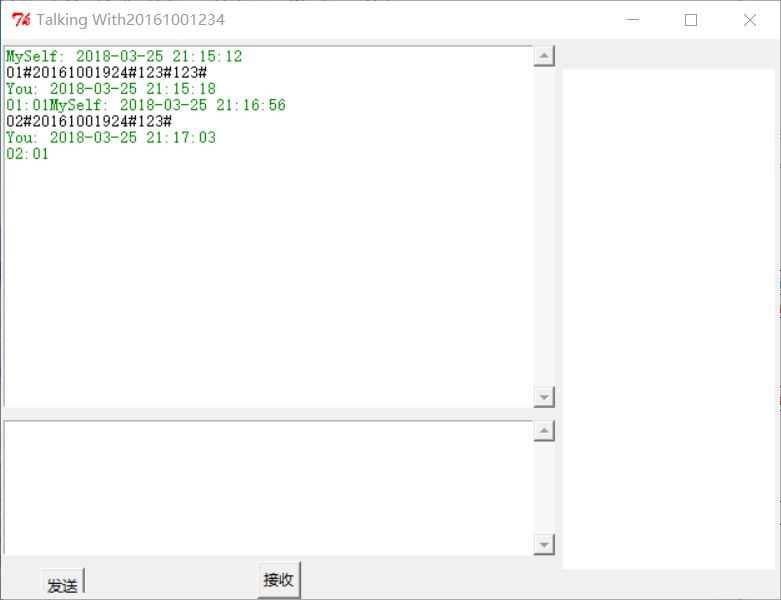 Talking With20161001234
MySelf: 2018-03-25 21:15:12
01#20161001924#123#123#
You: 2018-03-25 21:15:18
01:01MySelf: 2018-03-25 21:16:56
02#20161001924#123#
You: 2018-03-25 21:17:03
02:01
发送
接收